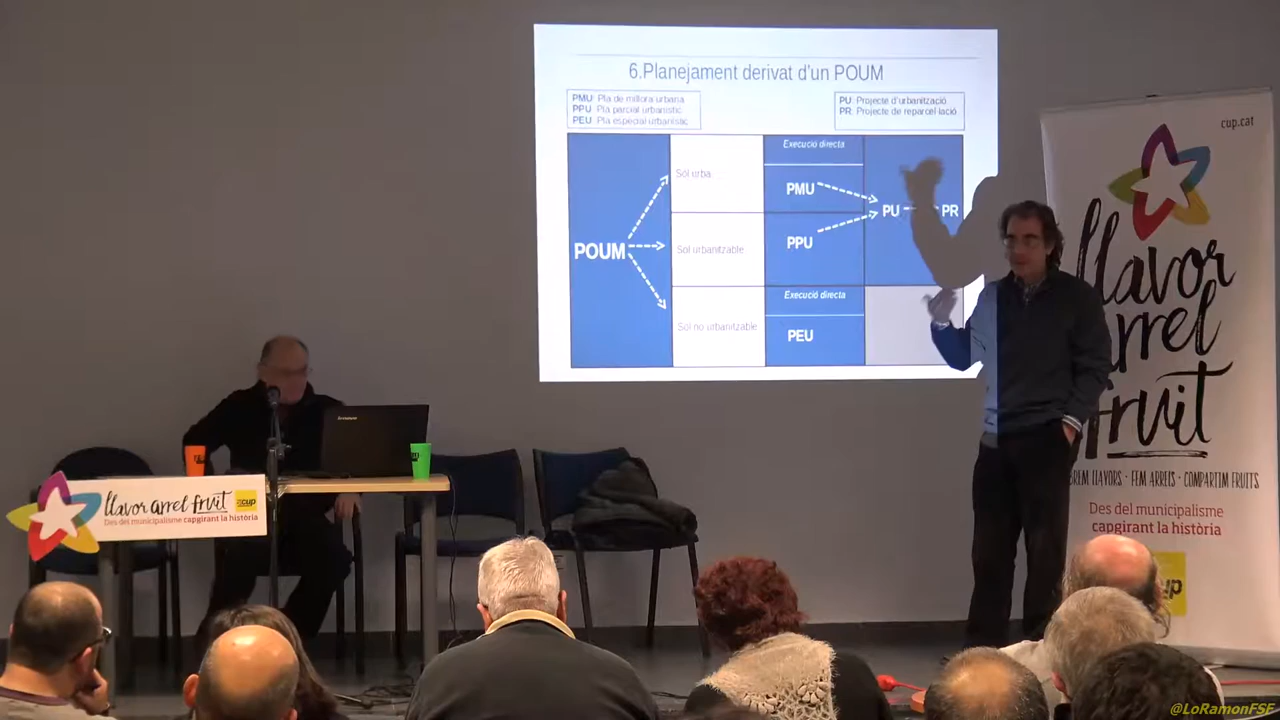 6.Planejament derivat d'un POUM
PMU: Pla de millora urbana
PPU: Pla parcial urbanístic
PEU: Pla especial urbanístic
PU: Projecte d'urbanització
PR: Projecte de reparcel·lació
Execució directa
Sòl urbà
PMU
PU
PR
POUM
Sòl urbanitzable
PPU
Execució directa
Sòl no urbanitzable
PEU
cup.cat
llavor
arrel
fruit
FEM ARRELS · COMPARTIM FRUITS
Des del municipalisme
capgirant la història
lenovo
llavor arrel fruit
cup
Des del municipalisme capgirant la història
@LoRamonFSF